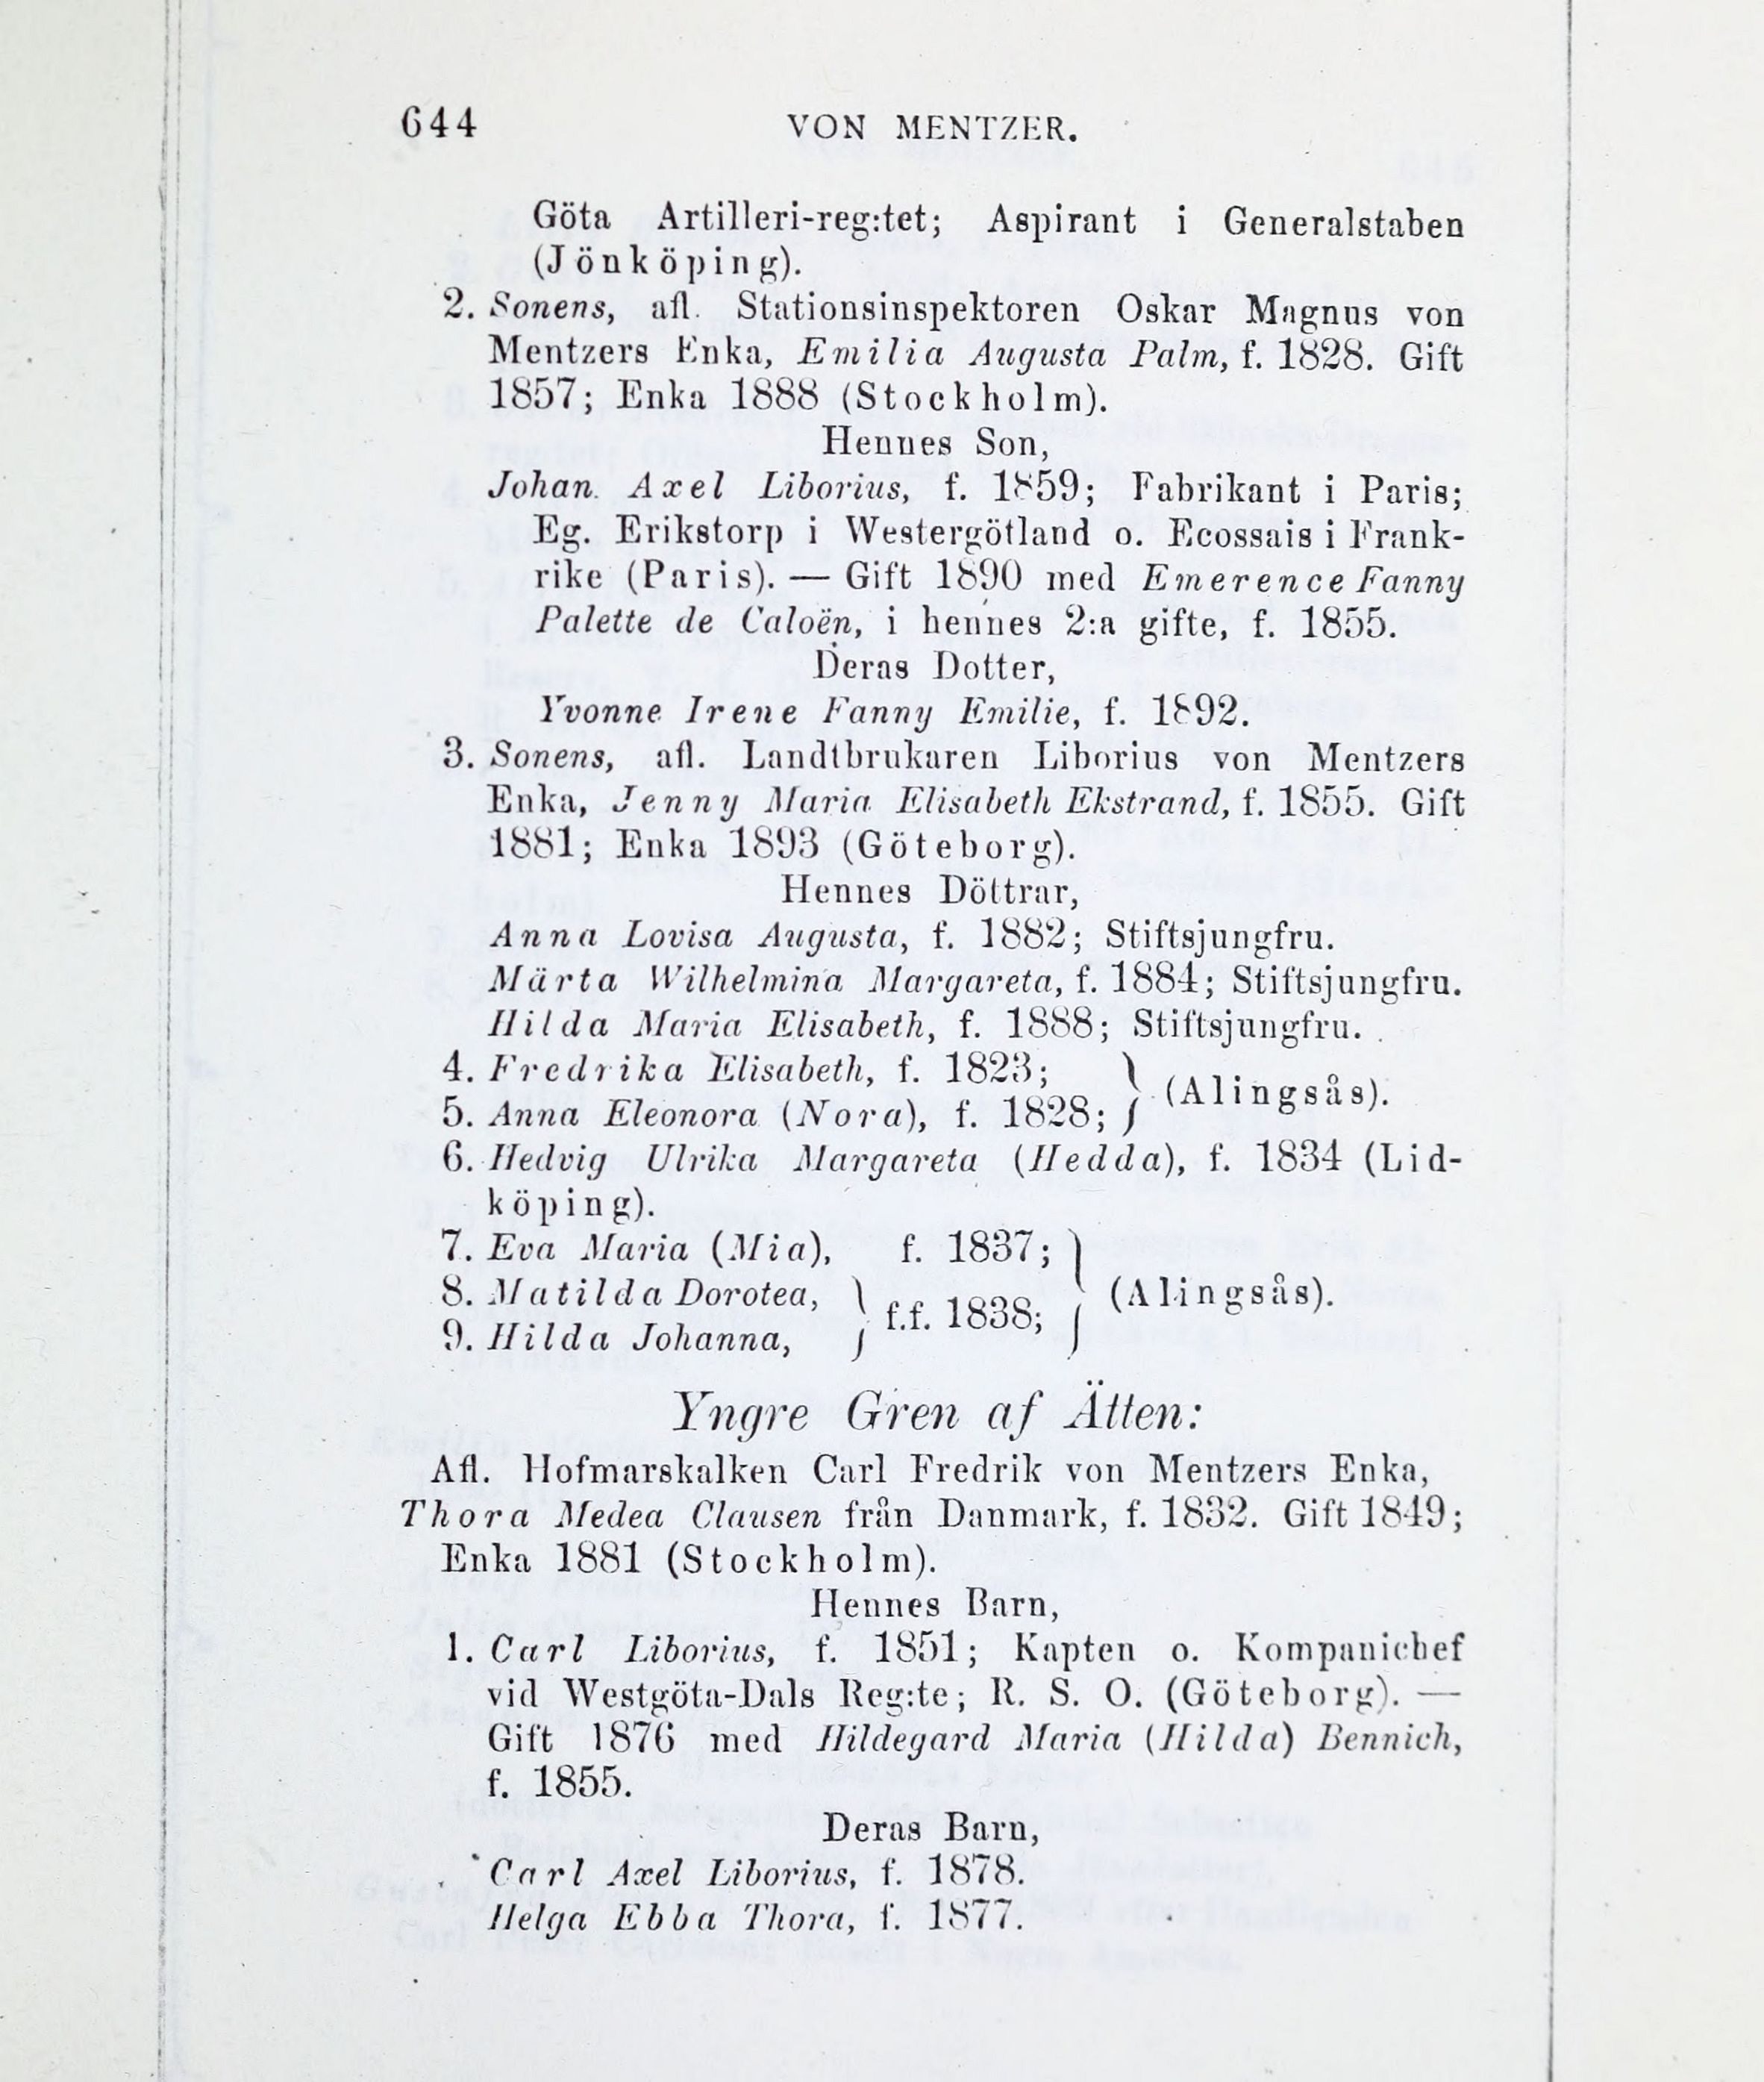 644 VON MENTZER.
Göta Artilleri-reg:tet; Aspirant i Generalstaben
(Jönköping).
2. Sonens, afl. Stationsinspektoren Oskar Magnus von
Mentzers Enka, Emilia Augusta Palm, f. 1828. Gift
1857; Enka 1888 (Stockholm).
Hennes Son,
Johan Axel Liborius, f. 1859; Fabrikant i Paris;
Eg. Erikstorp i Westergötland o. Ecossais i Frank-
rike (Paris). — Gift 1890 med Emerence Fanny
Palette de Caloën, i hennes 2:a gifte, f. 1855.
Deras Dotter,
Yvonne Irene Fanny Emilie, f. 1892.
3. Sonens, afl. Landtbrukaren Liborius von Mentzers
Enka, Jenny Maria Elisabeth Ekstrand, f. 1855. Gift
1881; Enka 1893 (Göteborg).
Hennes Döttrar,
Anna Lovisa Augusta, f. 1882; Stiftsjungfru.
Märta Wilhelmina Margareta, f. 1884; Stiftsjungfru.
Hilda Maria Elisabeth, f. 1888; Stiftsjungfru.
4. Fredrika Elisabeth, f. 1823;
5. Anna Eleonora (Nora), f. 1828; } (Alingsås).
6. Hedvig Ulrika Margareta (Hedda), f. 1834 (Lid-
köping).
7. Eva Maria (Mia), f. 1837;
8. Matilda Dorotea, } f.f. 1838; } (Alingsås).
9. Hilda Johanna,
Yngre Gren af Ätten:
Afl. Hofmarskalken Carl Fredrik von Mentzers Enka,
Thora Medea Clausen från Danmark, f. 1832. Gift 1849;
Enka 1881 (Stockholm).
Hennes Barn,
1. Carl Liborius, f. 1851; Kapten o. Kompanichef
vid Westgöta-Dals Reg:te; R. S. O. (Göteborg). —
Gift 1876 med Hildegard Maria (Hilda) Bennich,
f. 1855.
Deras Barn,
Carl Axel Liborius, f. 1878.
Helga Ebba Thora, f. 1877.